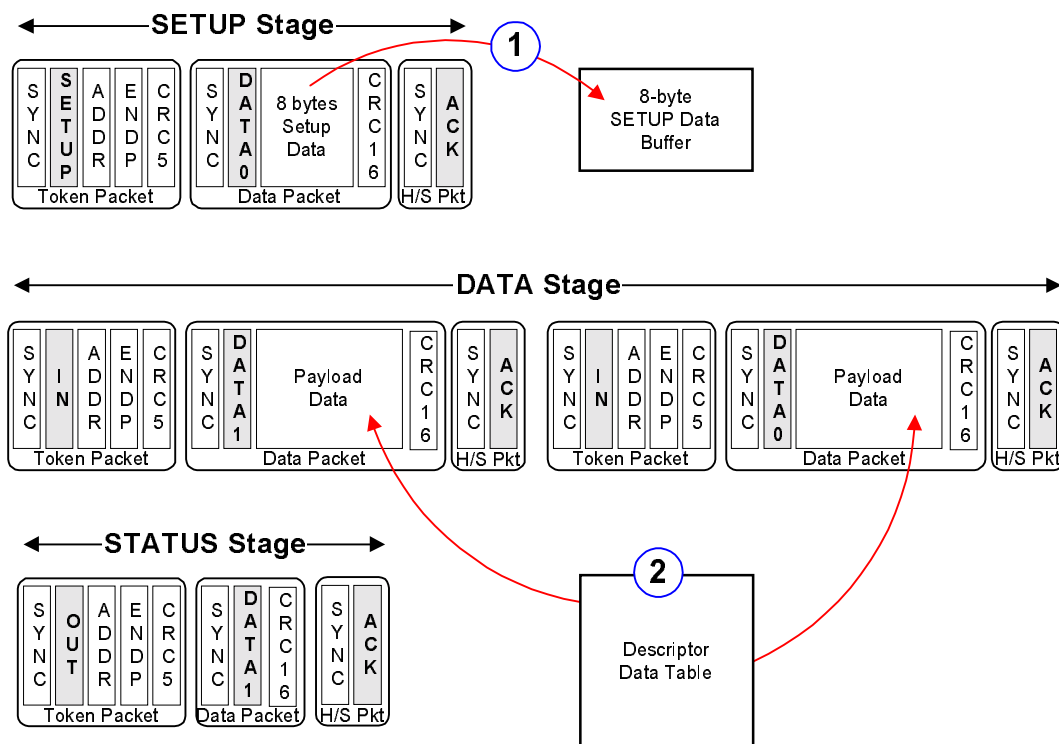 SETUP Stage
1
SYNC SETUP ADDR ENDP CRC5
Token Packet
SYNC DATA0 8 bytes Setup Data CRC16
Data Packet
SYNC ACK
H/S Pkt
8-byte
SETUP Data
Buffer
DATA Stage
SYNC IN ADDR ENDP CRC5
Token Packet
SYNC DATA1 Payload Data CRC16
Data Packet
SYNC ACK
H/S Pkt
SYNC IN ADDR ENDP CRC5
Token Packet
SYNC DATA0 Payload Data CRC16
Data Packet
SYNC ACK
H/S Pkt
STATUS Stage
SYNC OUT ADDR ENDP CRC5
Token Packet
SYNC DATA1 CRC16
Data Packet
SYNC ACK
H/S Pkt
2
Descriptor
Data Table